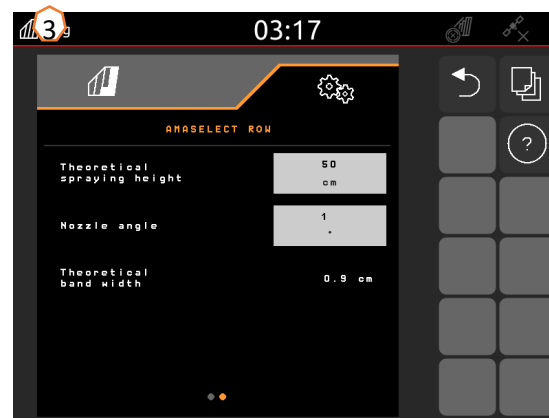 3
g
03:17
AMASELECT ROW
Theoretical
spraying height
50
cm
Nozzle angle
1
°
Theoretical
band width
0.9 cm
?